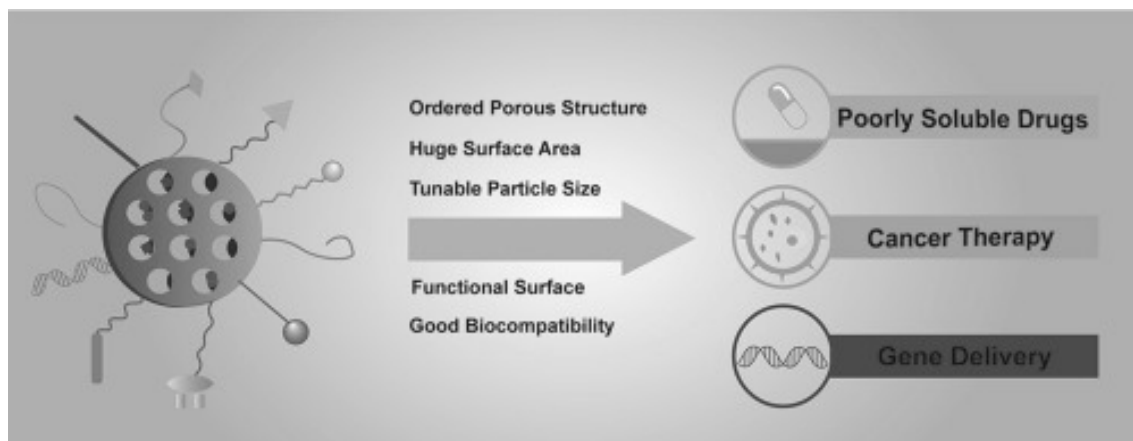 Ordered Porous Structure
Huge Surface Area
Tunable Particle Size
Functional Surface
Good Biocompatibility
Poorly Soluble Drugs
Cancer Therapy
Gene Delivery